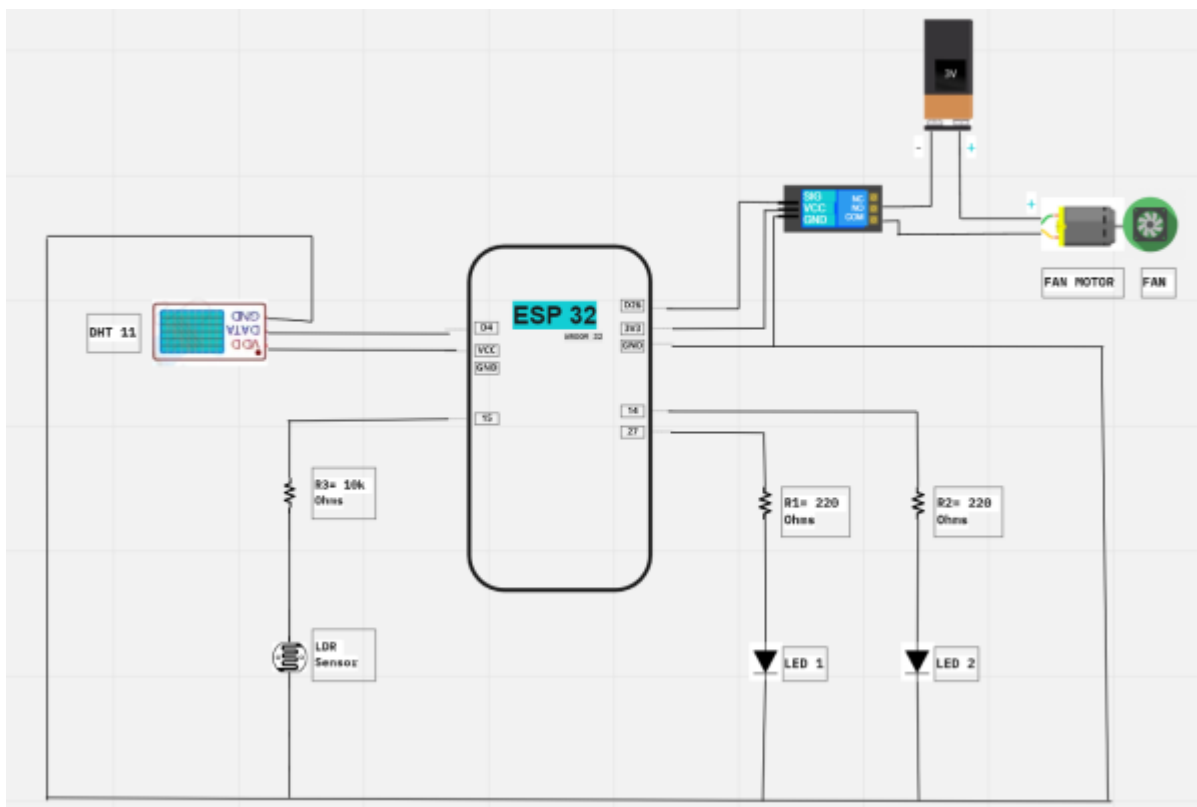 3V
-
+
SIG
VCC
GND
NC
NO
COM
+
FAN MOTOR
FAN
DHT 11
GND
DATA
VDD
ESP 32
WROOM 32
D4
VCC
GND
15
3V3
GND
14
27
R3= 10k
Ohms
R1= 220
Ohms
R2= 220
Ohms
LDR
Sensor
LED 1
LED 2